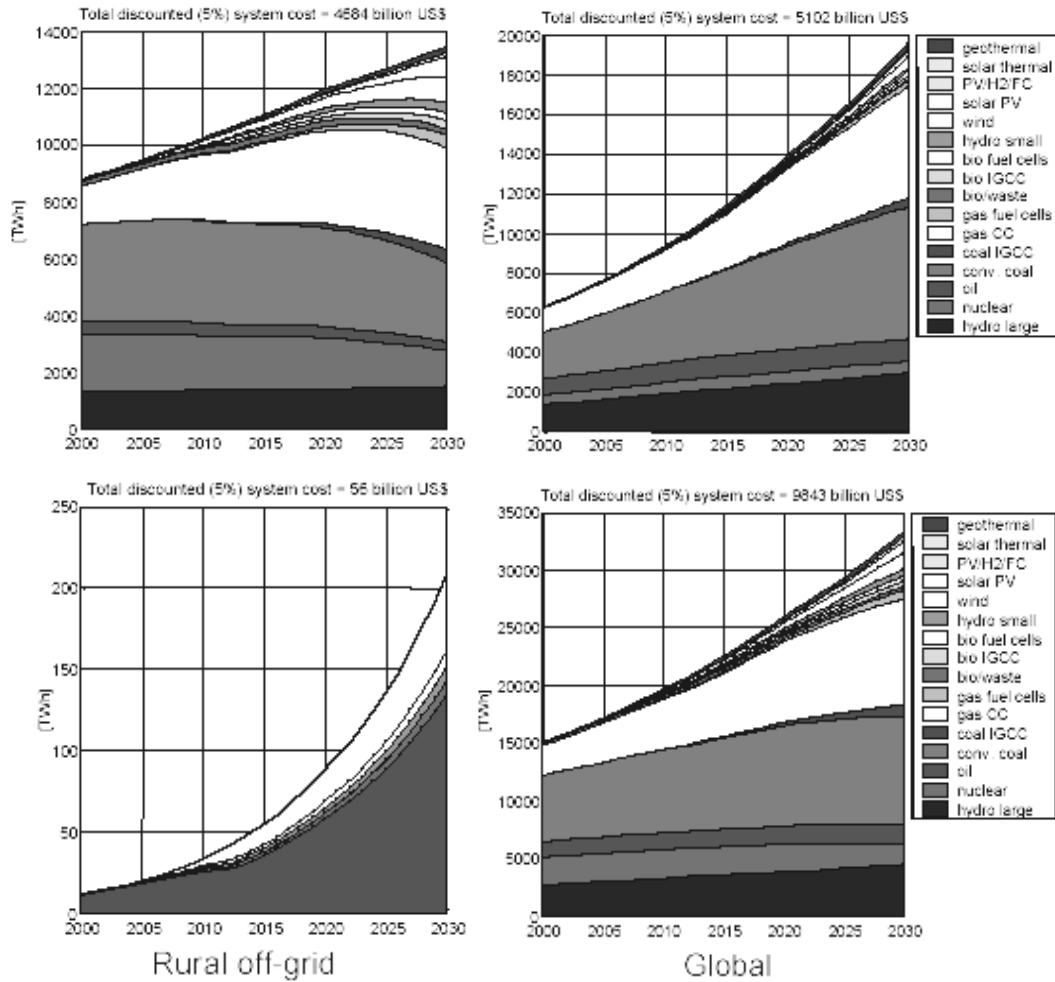 Total discounted (5%) system cost = 4684 billion US$
14000
12000
10000
8000
6000
4000
2000
0
[TWh]
2000 2005 2010 2015 2020 2025 2030
Total discounted (5%) system cost = 5102 billion US$
20000
18000
16000
14000
12000
10000
8000
6000
4000
2000
0
[TWh]
2000 2005 2010 2015 2020 2025 2030
geothermal
solar thermal
PV/H2/FC
solar PV
wind
hydro small
bio fuel cells
bio IGCC
bio/waste
gas fuel cells
gas CC
coal IGCC
conv. coal
oil
nuclear
hydro large
Total discounted (5%) system cost = 56 billion US$
250
200
150
100
50
0
[TWh]
2000 2005 2010 2015 2020 2025 2030
Rural off-grid
Total discounted (5%) system cost = 9843 billion US$
35000
30000
25000
20000
15000
10000
5000
0
[TWh]
2000 2005 2010 2015 2020 2025 2030
Global
geothermal
solar thermal
PV/H2/FC
solar PV
wind
hydro small
bio fuel cells
bio IGCC
bio/waste
gas fuel cells
gas CC
coal IGCC
conv. coal
oil
nuclear
hydro large